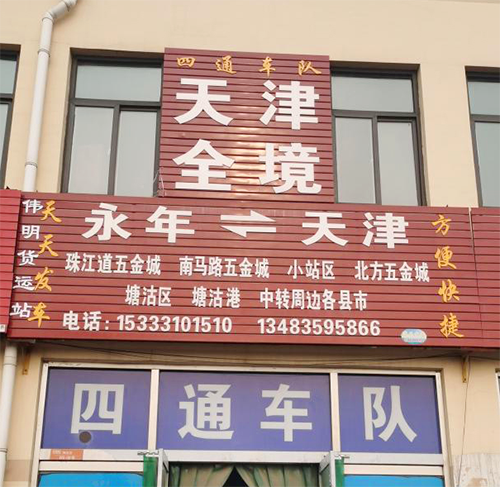 四通车队
天津
全境
伟明货运站
天天发车
永年⇌天津
方便快捷
珠江道五金城 南马路五金城 小站区 北方五金城
塘沽区 塘沽港 中转周边各县市
电话:15333101510 13483595866
四通车队